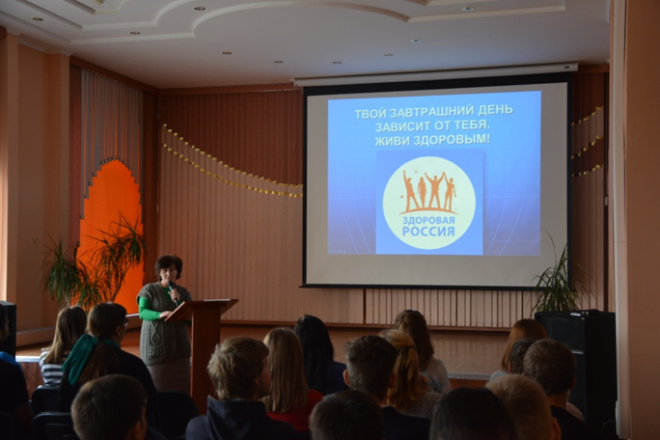 ТВОЙ ЗАВТРАШНИЙ ДЕНЬ
ЗАВИСИТ ОТ ТЕБЯ.
ЖИВИ ЗДОРОВЫМ!
ЗДОРОВАЯ
РОССИЯ